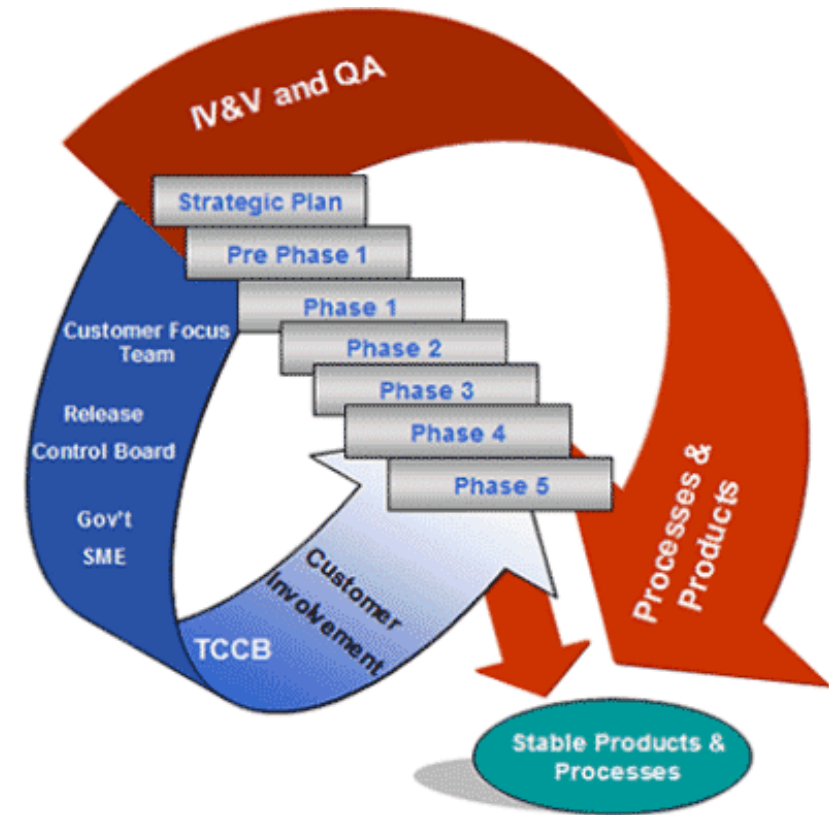 IV&V and QA
Strategic Plan
Pre Phase 1
Phase 1
Phase 2
Phase 3
Phase 4
Phase 5
Customer Focus
Team
Release
Control Board
Gov't
SME
TCCB
Customer
Involvement
Processes &
Products
Stable Products &
Processes